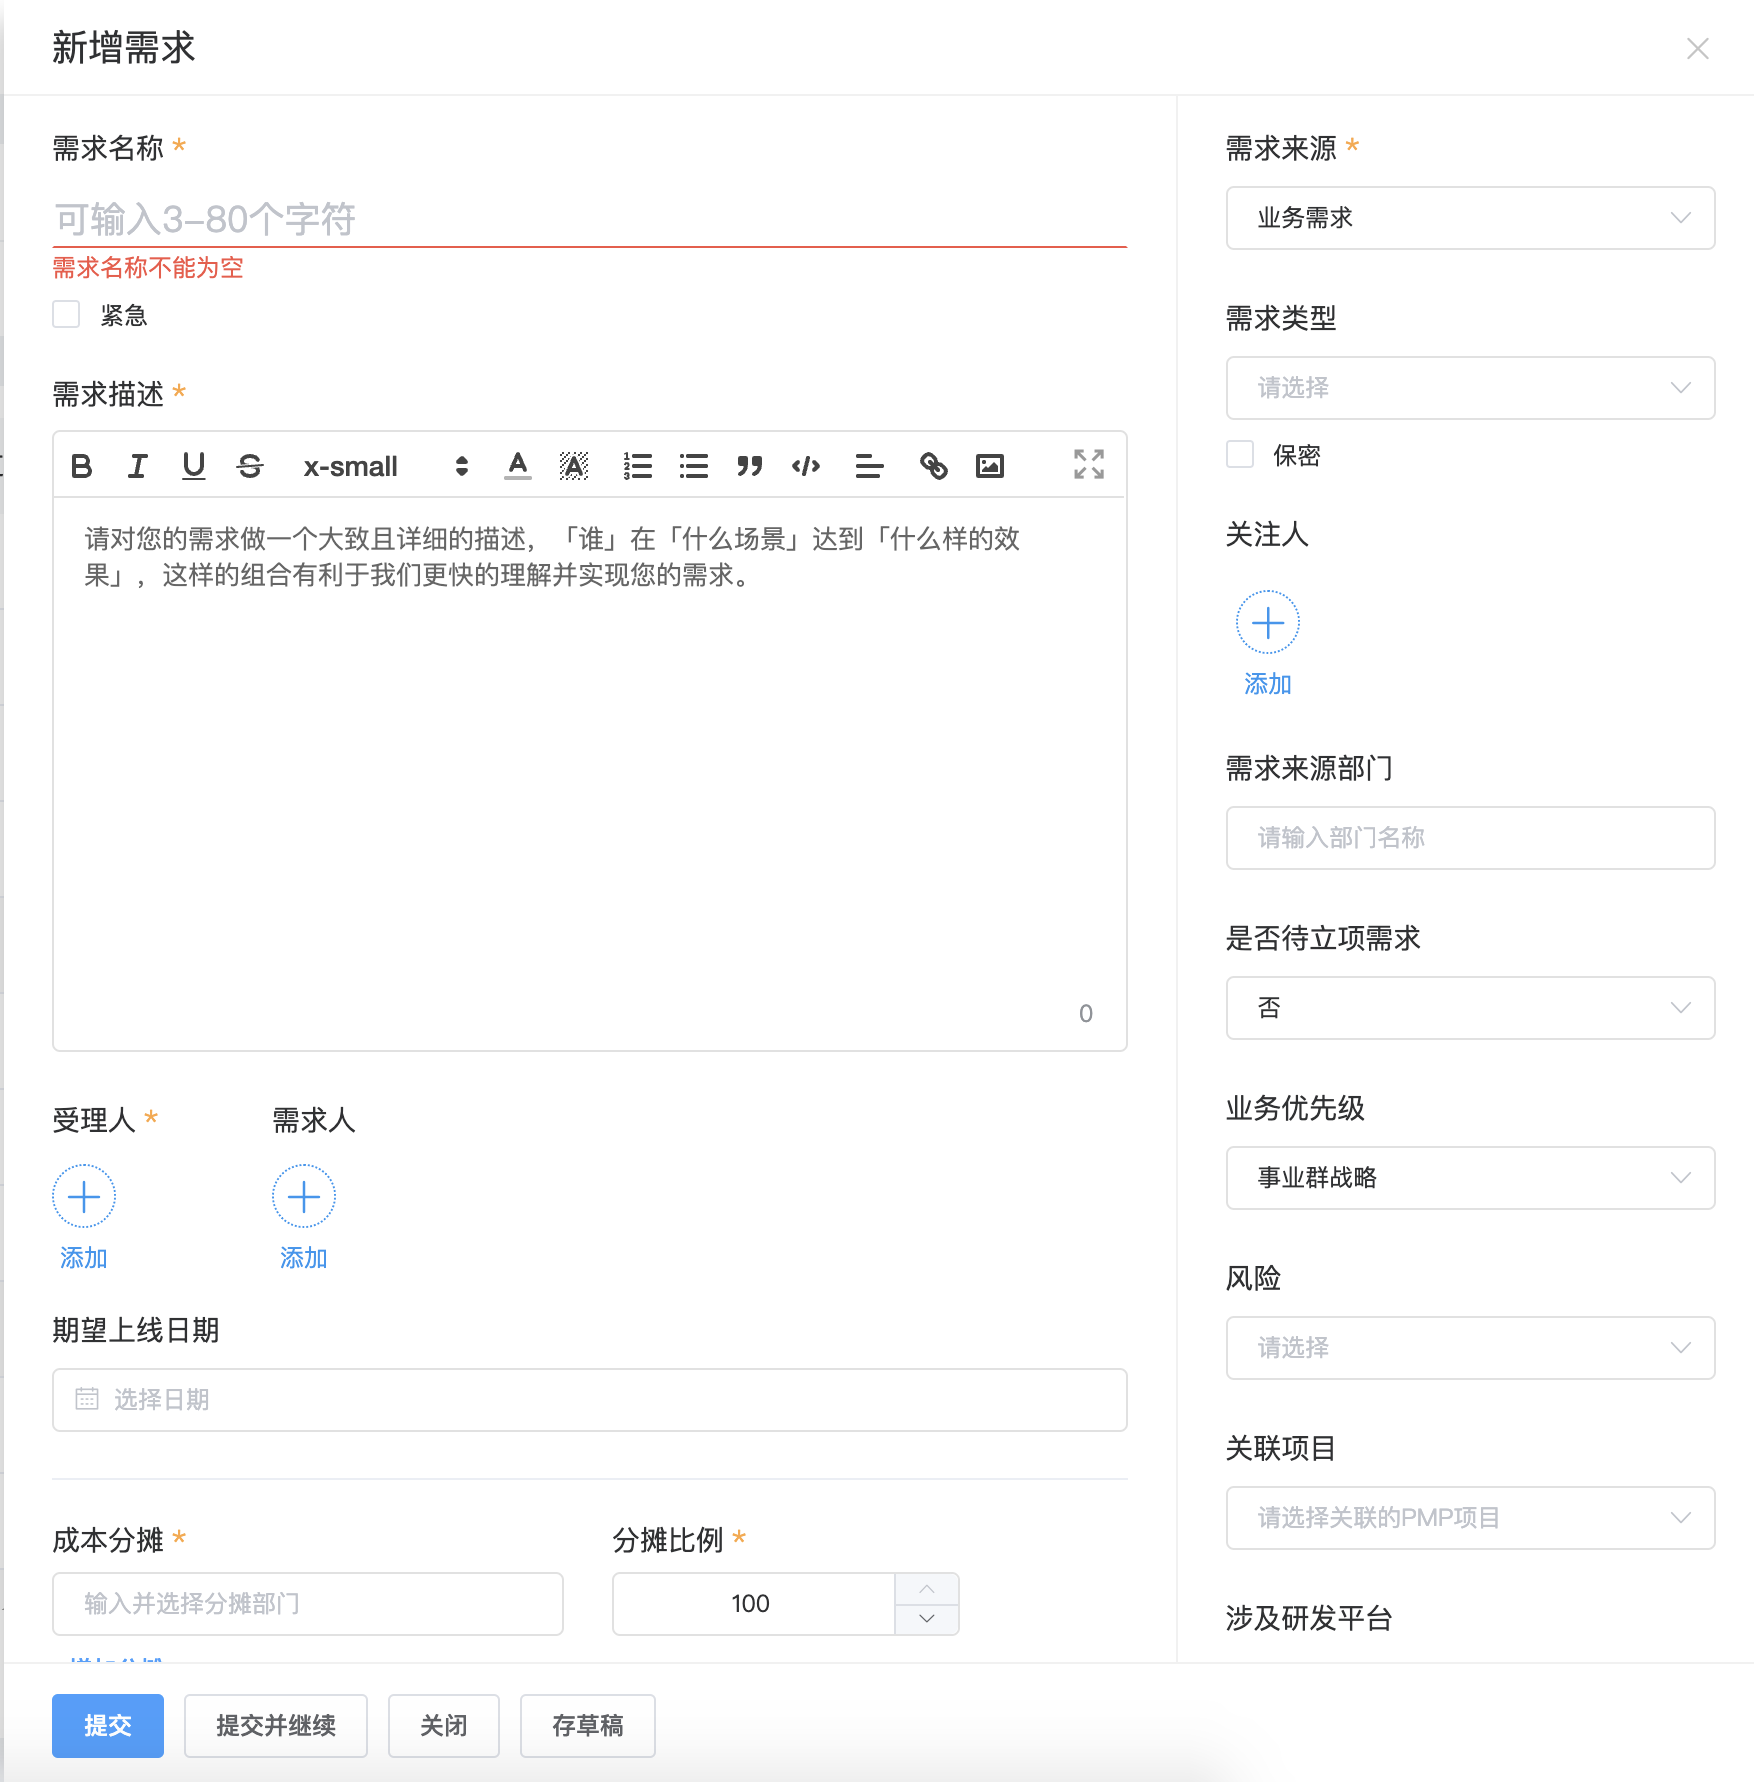 新增需求
需求名称 *
可输入3-80个字符
需求名称不能为空
紧急
需求描述 *
B I U S x-small A A
请对您的需求做一个大致且详细的描述，「谁」在「什么场景」达到「什么样的效
果」，这样的组合有利于我们更快的理解并实现您的需求。
0
受理人 * 需求人
添加 添加
期望上线日期
选择日期
成本分摊 * 分摊比例 *
输入并选择分摊部门 100
需求来源 *
业务需求
需求类型
请选择
保密
关注人
添加
需求来源部门
请输入部门名称
是否待立项需求
否
业务优先级
事业群战略
风险
请选择
关联项目
请选择关联的PMP项目
涉及研发平台
提交 提交并继续 关闭 存草稿